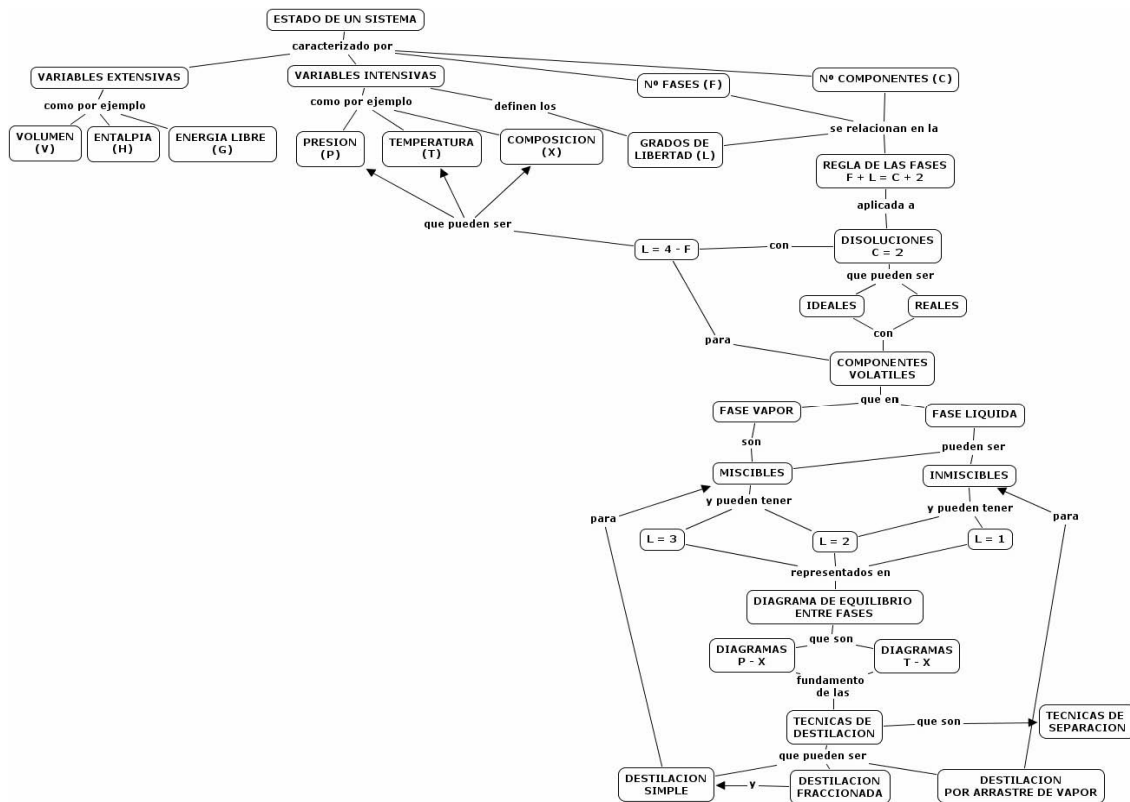 ESTADO DE UN SISTEMA
caracterizado por
VARIABLES EXTENSIVAS
VARIABLES INTENSIVAS
Nº FASES (F)
Nº COMPONENTES (C)
como por ejemplo
como por ejemplo
definen los
se relacionan en la
VOLUMEN
(V)
ENTALPIA
(H)
ENERGIA LIBRE
(G)
PRESION
(P)
TEMPERATURA
(T)
COMPOSICION
(X)
GRADOS DE
LIBERTAD (L)
REGLA DE LAS FASES
F + L = C + 2
aplicada a
que pueden ser
L = 4 - F
con
DISOLUCIONES
C = 2
que pueden ser
IDEALES
REALES
con
para
COMPONENTES
VOLATILES
que en
FASE VAPOR
FASE LIQUIDA
son
pueden ser
MISCIBLES
INMISCIBLES
y pueden tener
y pueden tener
para
para
L = 3
L = 2
L = 1
representados en
DIAGRAMA DE EQUILIBRIO
ENTRE FASES
que son
DIAGRAMAS
P - X
DIAGRAMAS
T - X
fundamento
de las
TECNICAS DE
DESTILACION
que son
TECNICAS DE
SEPARACION
que pueden ser
DESTILACION
SIMPLE
y
DESTILACION
FRACCIONADA
DESTILACION
POR ARRASTRE DE VAPOR